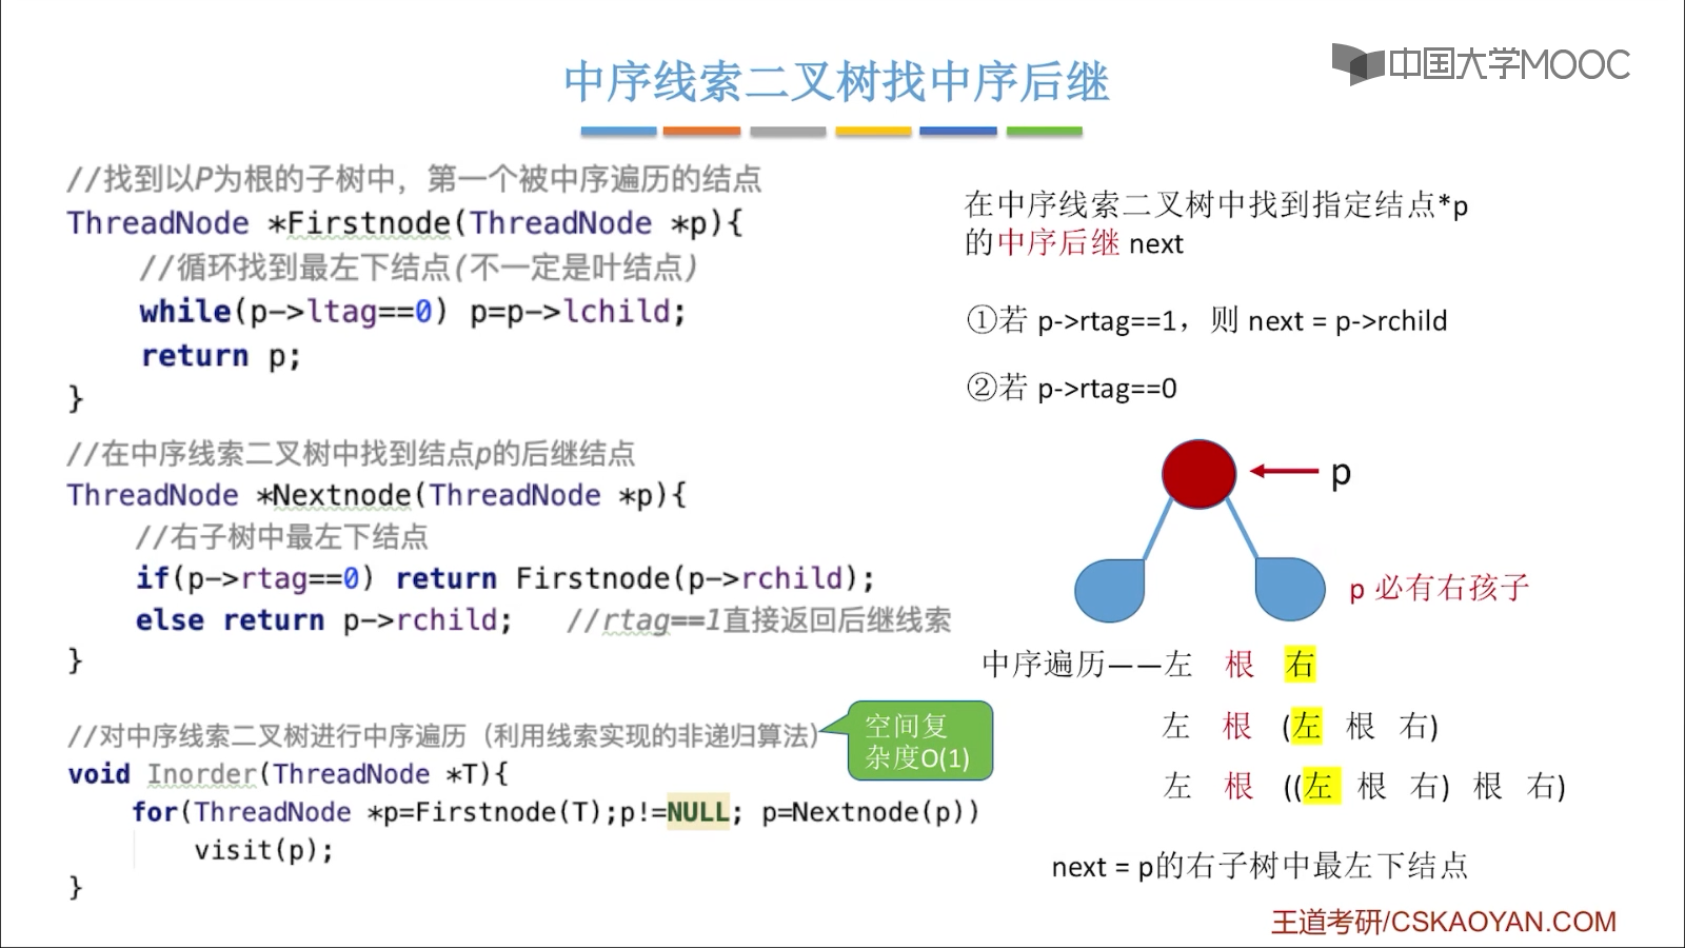 中序线索二叉树找中序后继
中国大学MOOC
//找到以P为根的子树中，第一个被中序遍历的结点
ThreadNode *Firstnode(ThreadNode *p){
//循环找到最左下结点(不一定是叶结点)
while(p->ltag==0) p=p->lchild;
return p;
}
//在中序线索二叉树中找到结点p的后继结点
ThreadNode *Nextnode(ThreadNode *p){
//右子树中最左下结点
if(p->rtag==0) return Firstnode(p->rchild);
else return p->rchild; //rtag==1直接返回后继线索
}
//对中序线索二叉树进行中序遍历（利用线索实现的非递归算法）
void Inorder(ThreadNode *T){
for(ThreadNode *p=Firstnode(T);p!=NULL; p=Nextnode(p))
visit(p);
}
空间复
杂度O(1)
在中序线索二叉树中找到指定结点*p
的中序后继 next
①若 p->rtag==1，则 next = p->rchild
②若 p->rtag==0
p
p 必有右孩子
中序遍历——左 根 右
左 根 (左 根 右)
左 根 ((左 根 右) 根 右)
next = p的右子树中最左下结点
王道考研/CSKAOYAN.COM